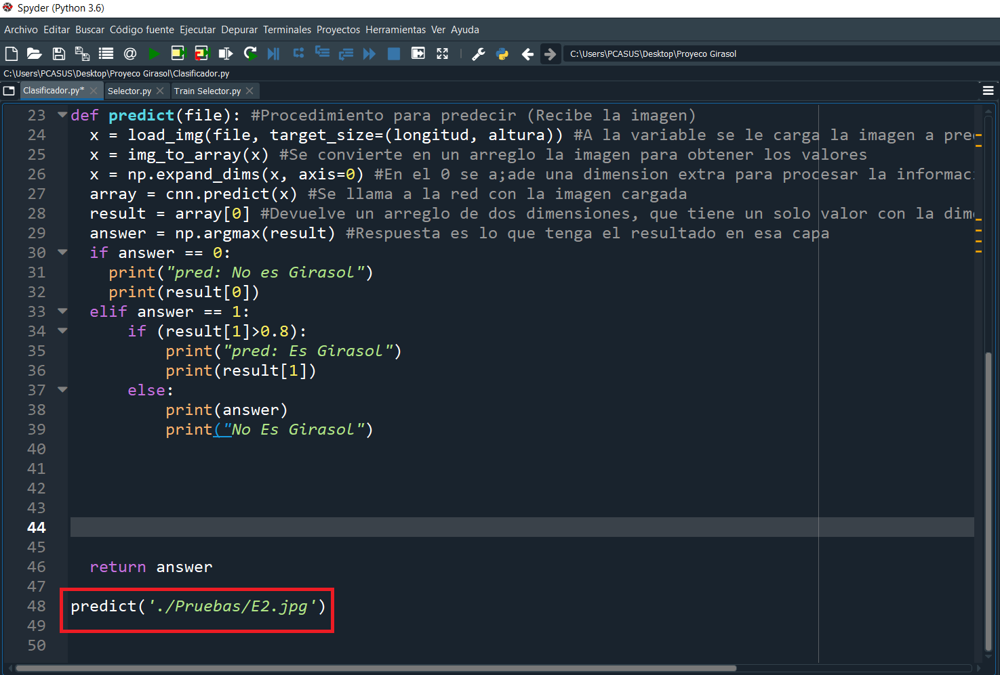 Spyder (Python 3.6)
Archivo Editar Buscar Código fuente Ejecutar Depurar Terminales Proyectos Herramientas Ver Ayuda
C:\Users\PCASUS\Desktop\Proyeco Girasol
C:\Users\PCASUS\Desktop\Proyeco Girasol\Clasificador.py
Clasificador.py* Selector.py Train Selector.py
23 def predict(file): #Procedimiento para predecir (Recibe la imagen)
24 x = load_img(file, target_size=(longitud, altura)) #A la variable se le carga la imagen a pre
25 x = img_to_array(x) #Se convierte en un arreglo la imagen para obtener los valores
26 x = np.expand_dims(x, axis=0) #En el 0 se a;ade una dimension extra para procesar la informac
27 array = cnn.predict(x) #Se llama a la red con la imagen cargada
28 result = array[0] #Devuelve un arreglo de dos dimensiones, que tiene un solo valor con la dim
29 answer = np.argmax(result) #Respuesta es lo que tenga el resultado en esa capa
30 if answer == 0:
31 print("pred: No es Girasol")
32 print(result[0])
33 elif answer == 1:
34 if (result[1]>0.8):
35 print("pred: Es Girasol")
36 print(result[1])
37 else:
38 print(answer)
39 print("No Es Girasol")
40
41
42
43
44
45
46 return answer
47
48 predict('./Pruebas/E2.jpg')
49
50